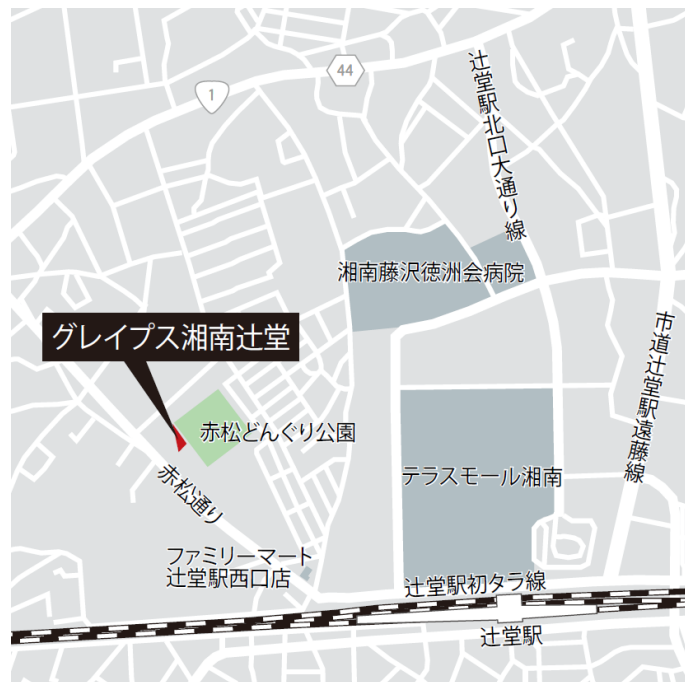 44
1
辻堂駅北口大通り線
湘南藤沢徳洲会病院
グレイプス湘南辻堂
市道辻堂駅遠藤線
赤松どんぐり公園
テラスモール湘南
赤松通り
ファミリーマート
辻堂駅西口店
辻堂駅初タラ線
辻堂駅